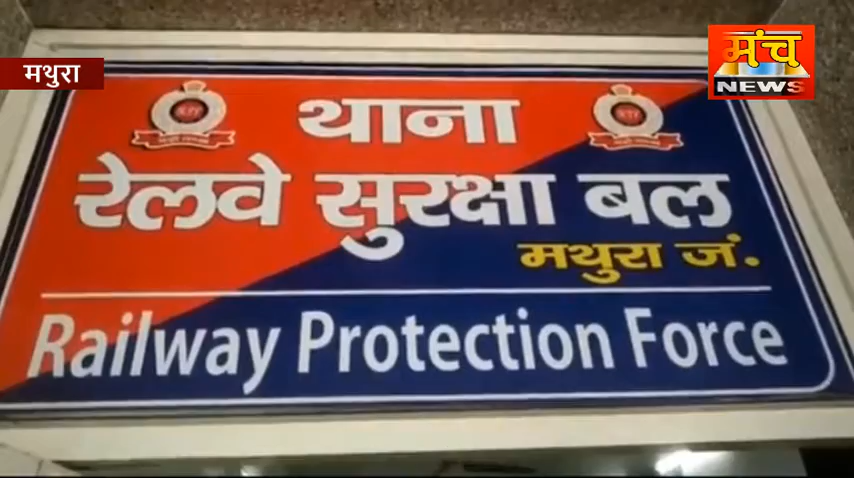 मथुरा
मंच
NEWS
थाना
रेलवे सुरक्षा बल
मथुरा जं.
Railway Protection Force